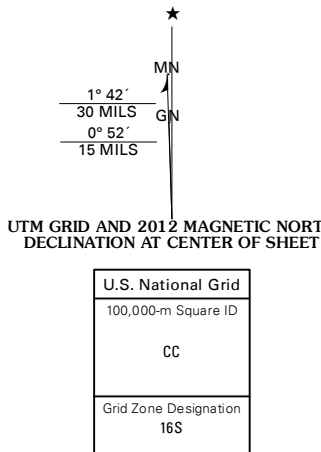 ★
MN
1° 42´
30 MILS
GN
0° 52´
15 MILS
UTM GRID AND 2012 MAGNETIC NORT
DECLINATION AT CENTER OF SHEET
U.S. National Grid
100,000-m Square ID
CC
Grid Zone Designation
16S